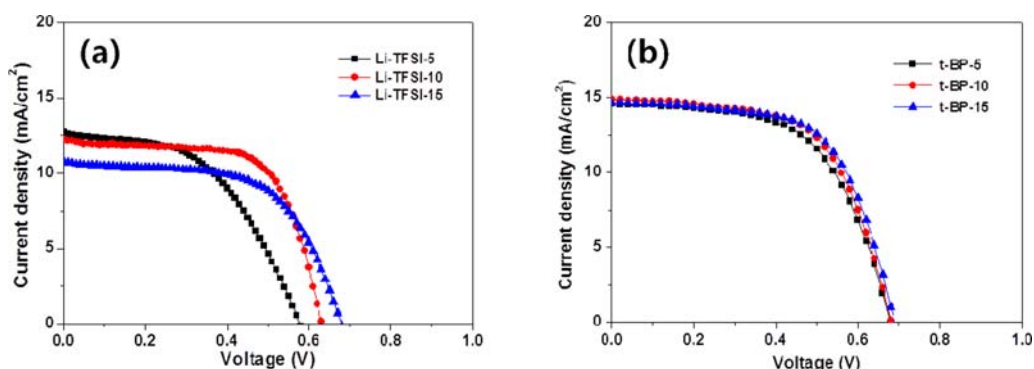 (a)
Li-TFSI-5
Li-TFSI-10
Li-TFSI-15
Current density (mA/cm²)
20
15
10
5
0
0.0 0.2 0.4 0.6 0.8 1.0
Voltage (V)
(b)
t-BP-5
t-BP-10
t-BP-15
Current density (mA/cm²)
20
15
10
5
0
0.0 0.2 0.4 0.6 0.8 1.0
Voltage (V)